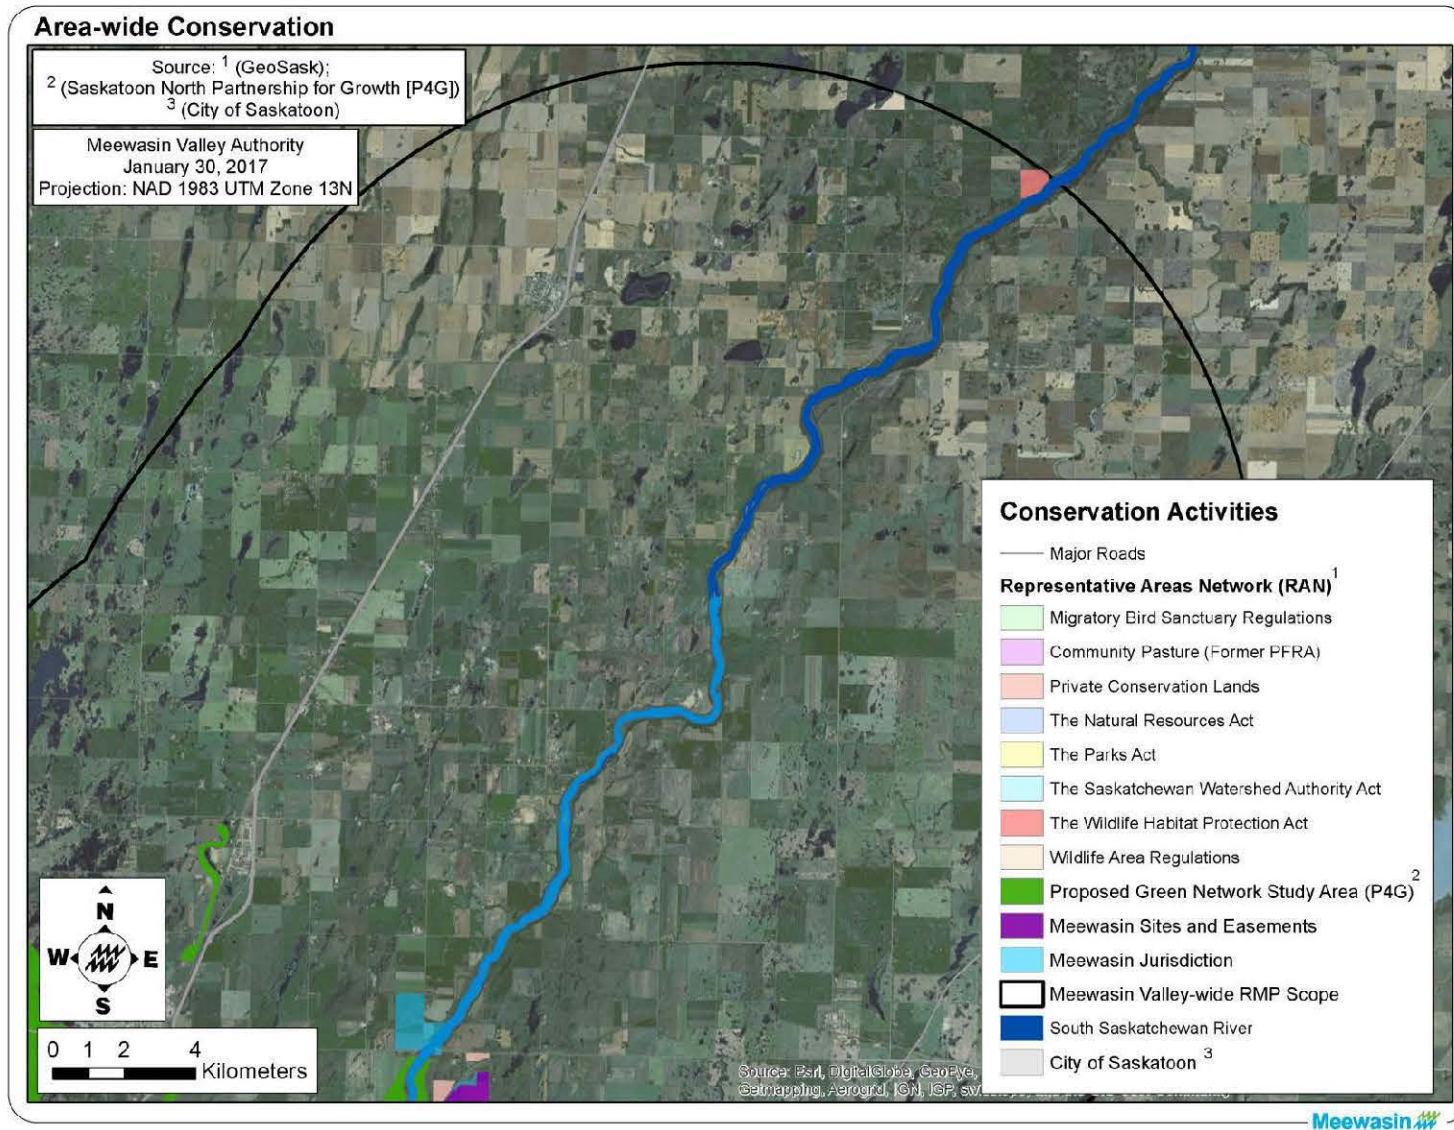 Area-wide Conservation
Source: 1 (GeoSask);
2 (Saskatoon North Partnership for Growth [P4G])
3 (City of Saskatoon)
Meewasin Valley Authority
January 30, 2017
Projection: NAD 1983 UTM Zone 13N
Conservation Activities
Major Roads
Representative Areas Network (RAN) 1
Migratory Bird Sanctuary Regulations
Community Pasture (Former PFRA)
Private Conservation Lands
The Natural Resources Act
The Parks Act
The Saskatchewan Watershed Authority Act
The Wildlife Habitat Protection Act
Wildlife Area Regulations
Proposed Green Network Study Area (P4G) 2
Meewasin Sites and Easements
Meewasin Jurisdiction
Meewasin Valley-wide RMP Scope
South Saskatchewan River
City of Saskatoon 3
N
W E
S
0 1 2 4
Kilometers
Source: Esri, DigitalGlobe, GeoEye,
Getmapping, Aerogrid, IGN, IGP,
Meewasin